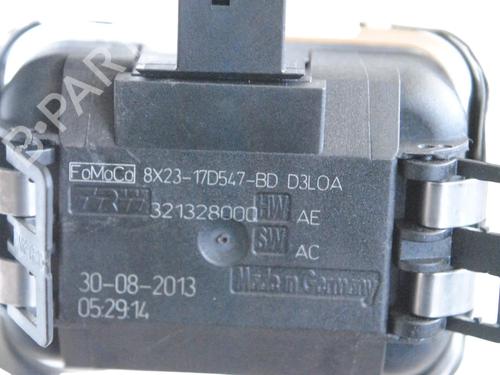 B-PARTS
FoMoCo 8X23-17D547-BD D3LOA
TRW 321328000 HW AE
SW AC
30-08-2013
05:29:14
Made in Germany